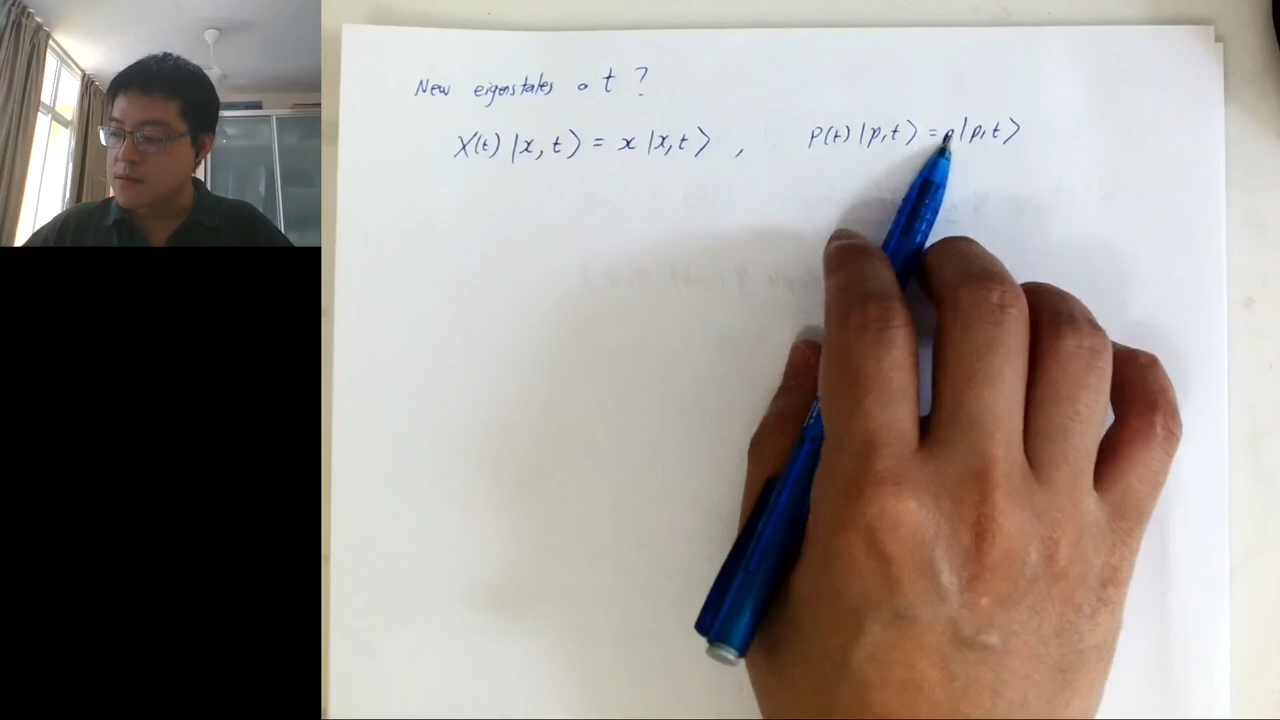 New eigenstates @ t ?
X(t) |x, t⟩ = x |x, t⟩ , P(t) |p, t⟩ = p |p, t⟩